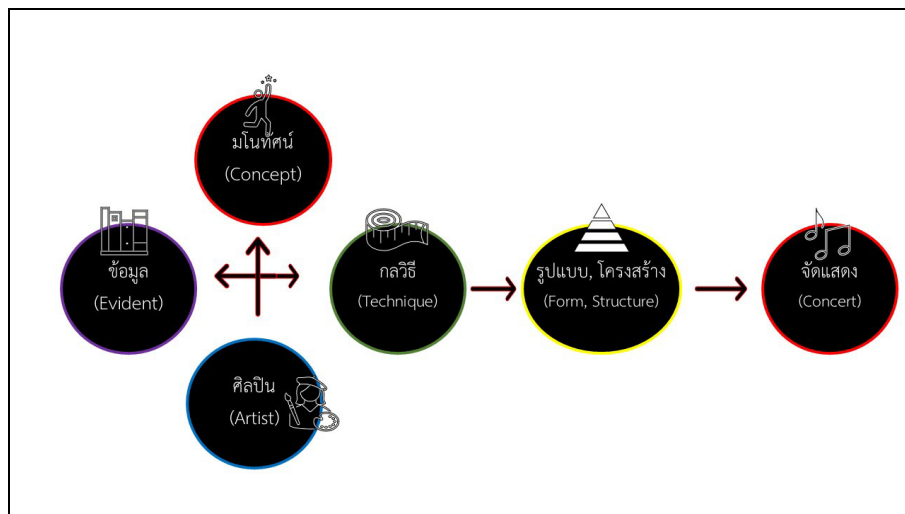 มโนทัศน์
(Concept)
ข้อมูล
(Evident)
กลวิธี
(Technique)
รูปแบบ, โครงสร้าง
(Form, Structure)
จัดแสดง
(Concert)
ศิลปิน
(Artist)